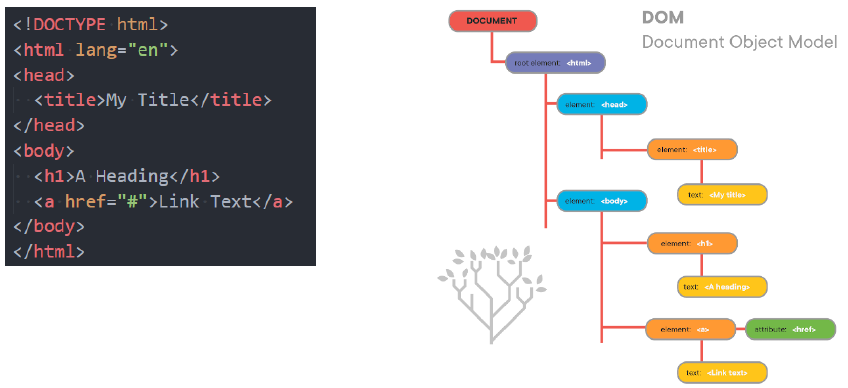 <!DOCTYPE html>
<html lang="en">
<head>
<title>My Title</title>
</head>
<body>
<h1>A Heading</h1>
<a href="#">Link Text</a>
</body>
</html>
DOM
Document Object Model
DOCUMENT
root element: <html>
element: <head>
element: <title>
text: <My title>
element: <body>
element: <h1>
text: <A heading>
element: <a>
attribute: <href>
text: <Link text>